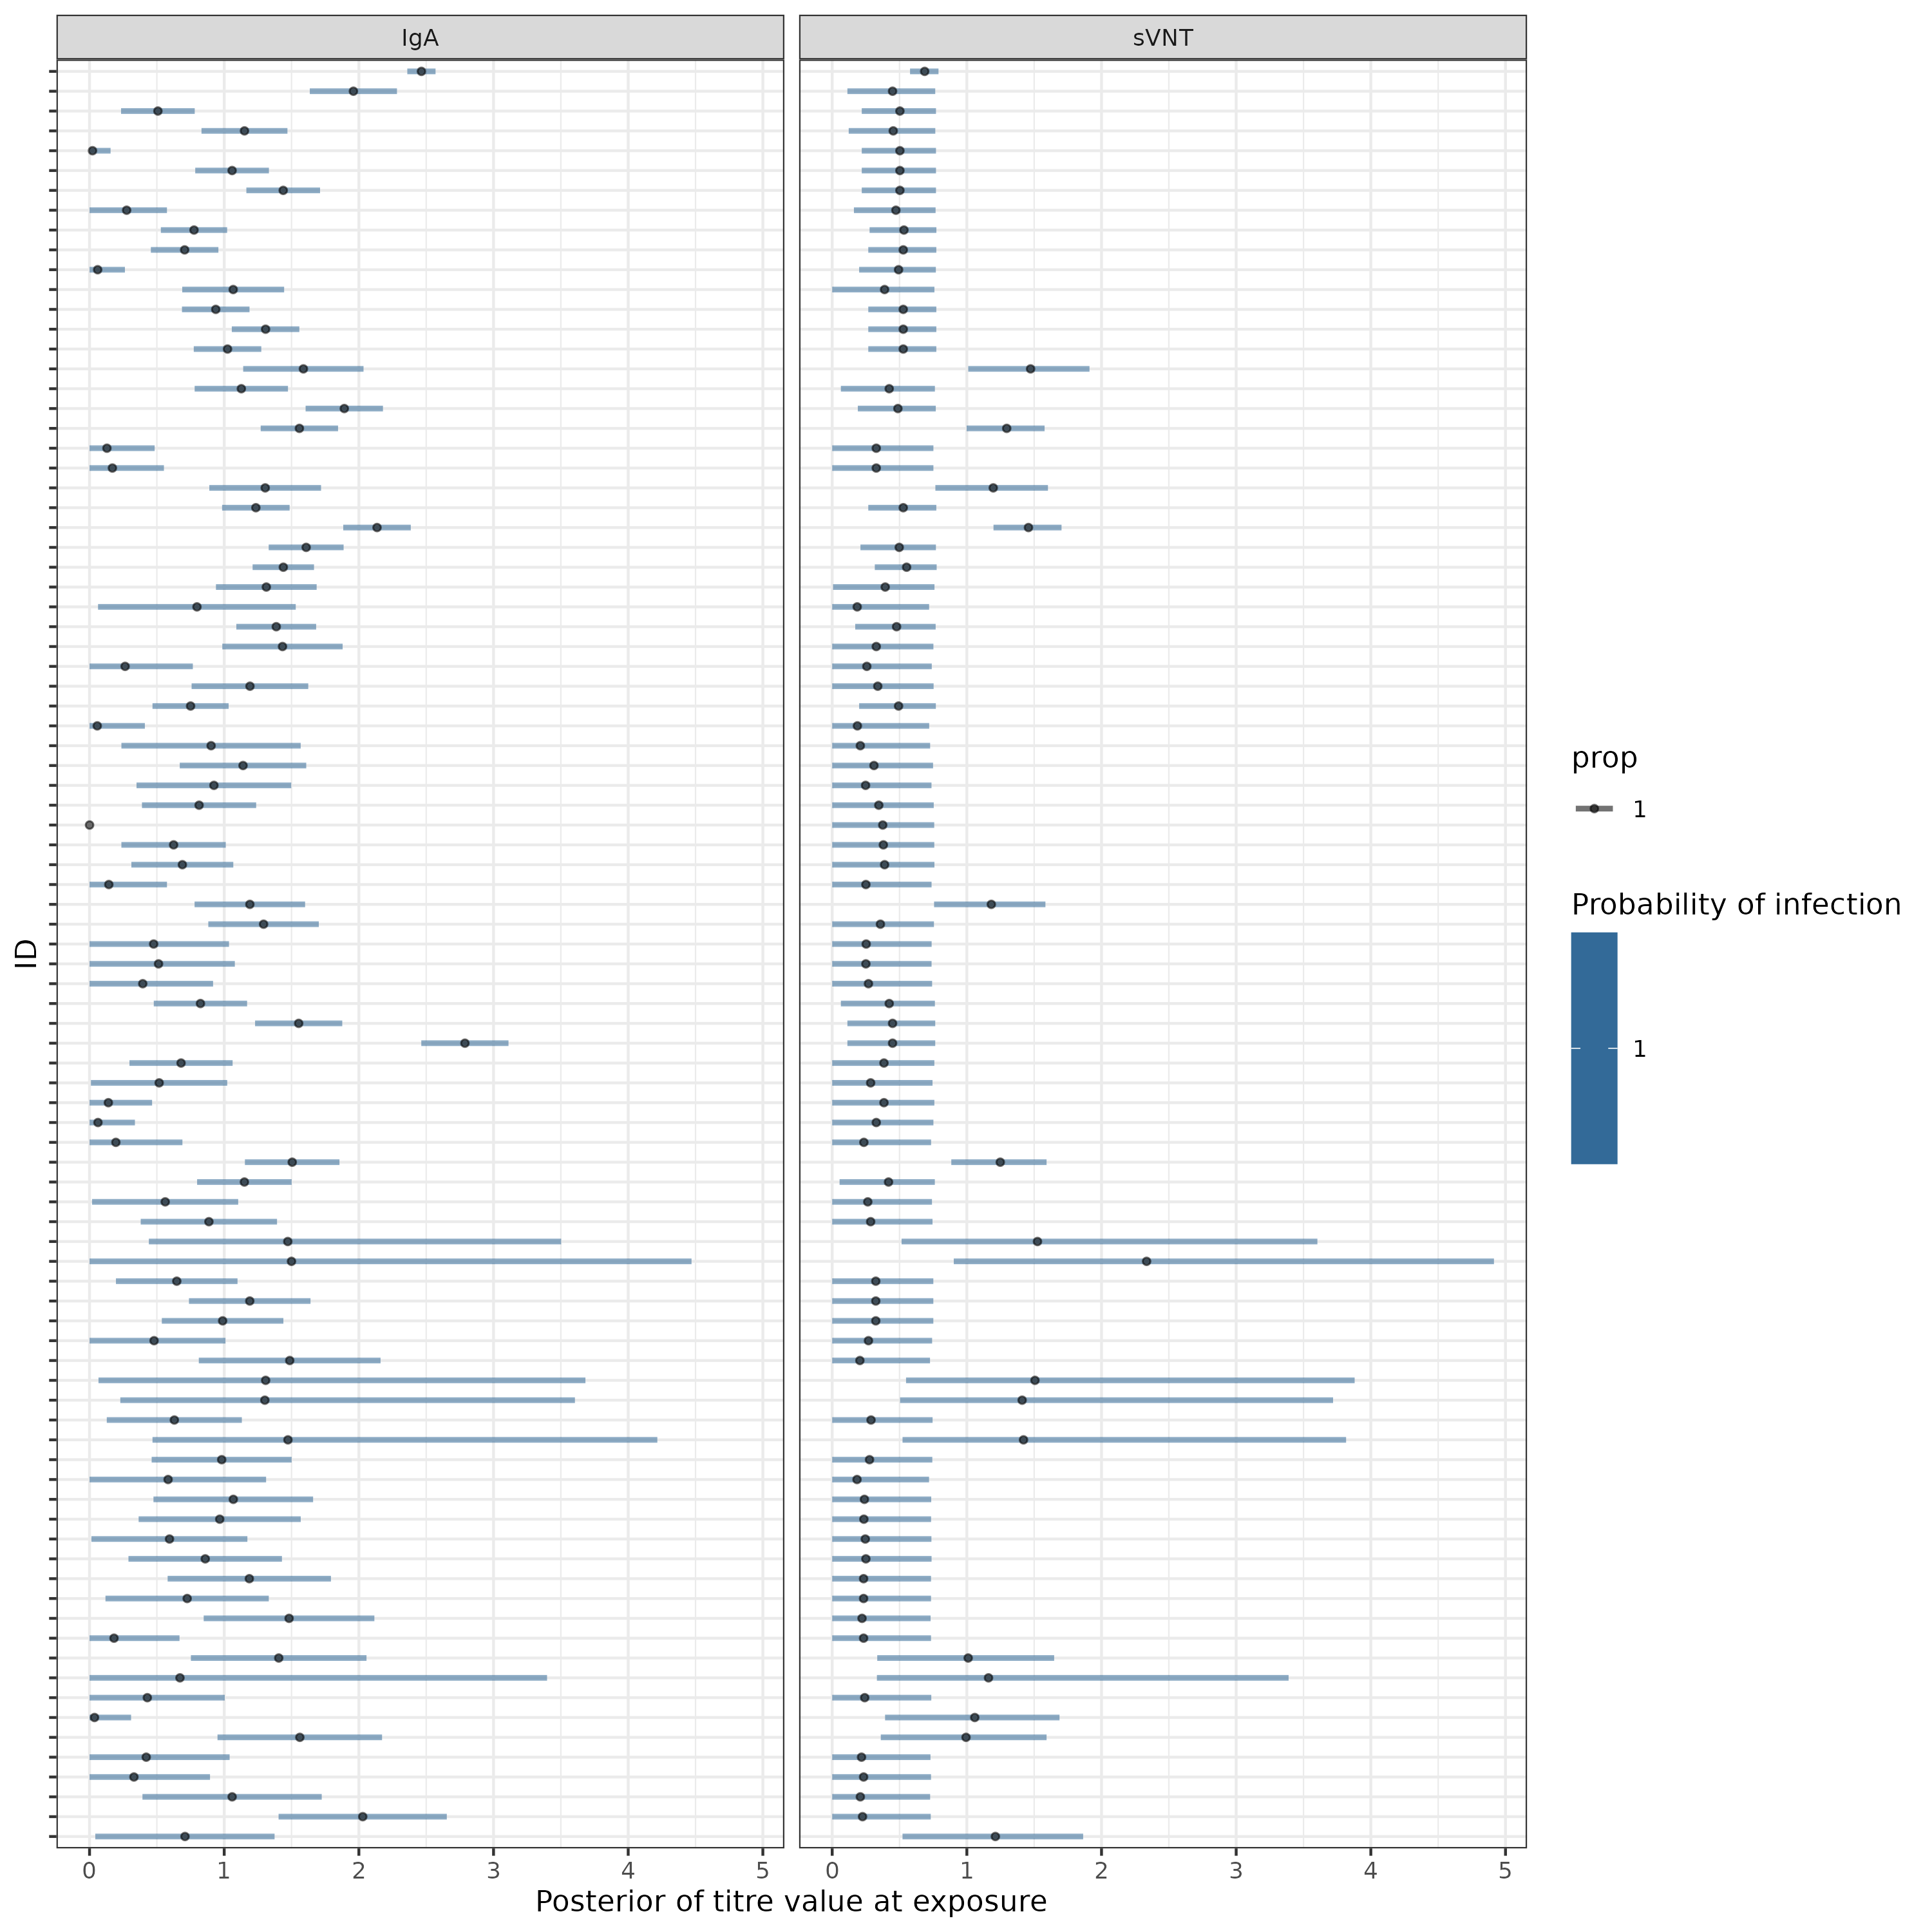 IgA
sVNT
ID
0 1 2 3 4 5
0 1 2 3 4 5
Posterior of titre value at exposure
prop
1
Probability of infection
1